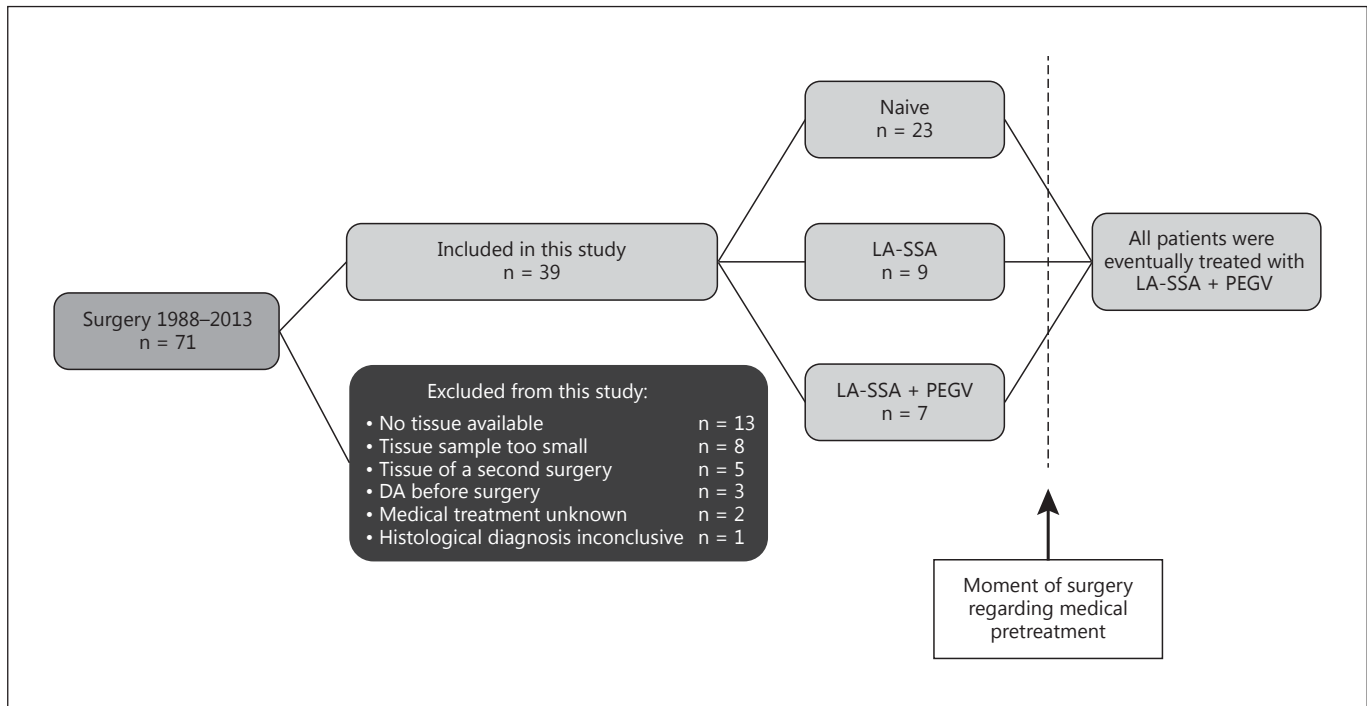 Surgery 1988–2013
n = 71
Included in this study
n = 39
Excluded from this study:
• No tissue available n = 13
• Tissue sample too small n = 8
• Tissue of a second surgery n = 5
• DA before surgery n = 3
• Medical treatment unknown n = 2
• Histological diagnosis inconclusive n = 1
Naive
n = 23
LA-SSA
n = 9
LA-SSA + PEGV
n = 7
All patients were
eventually treated with
LA-SSA + PEGV
Moment of surgery
regarding medical
pretreatment